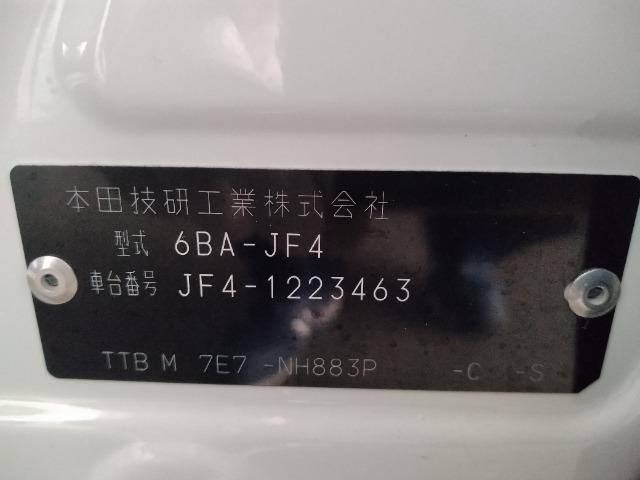 本田技研工業株式会社
型式 6BA-JF4
車台番号 JF4-1223463
TTB M 7E7 -NH883P -C -S